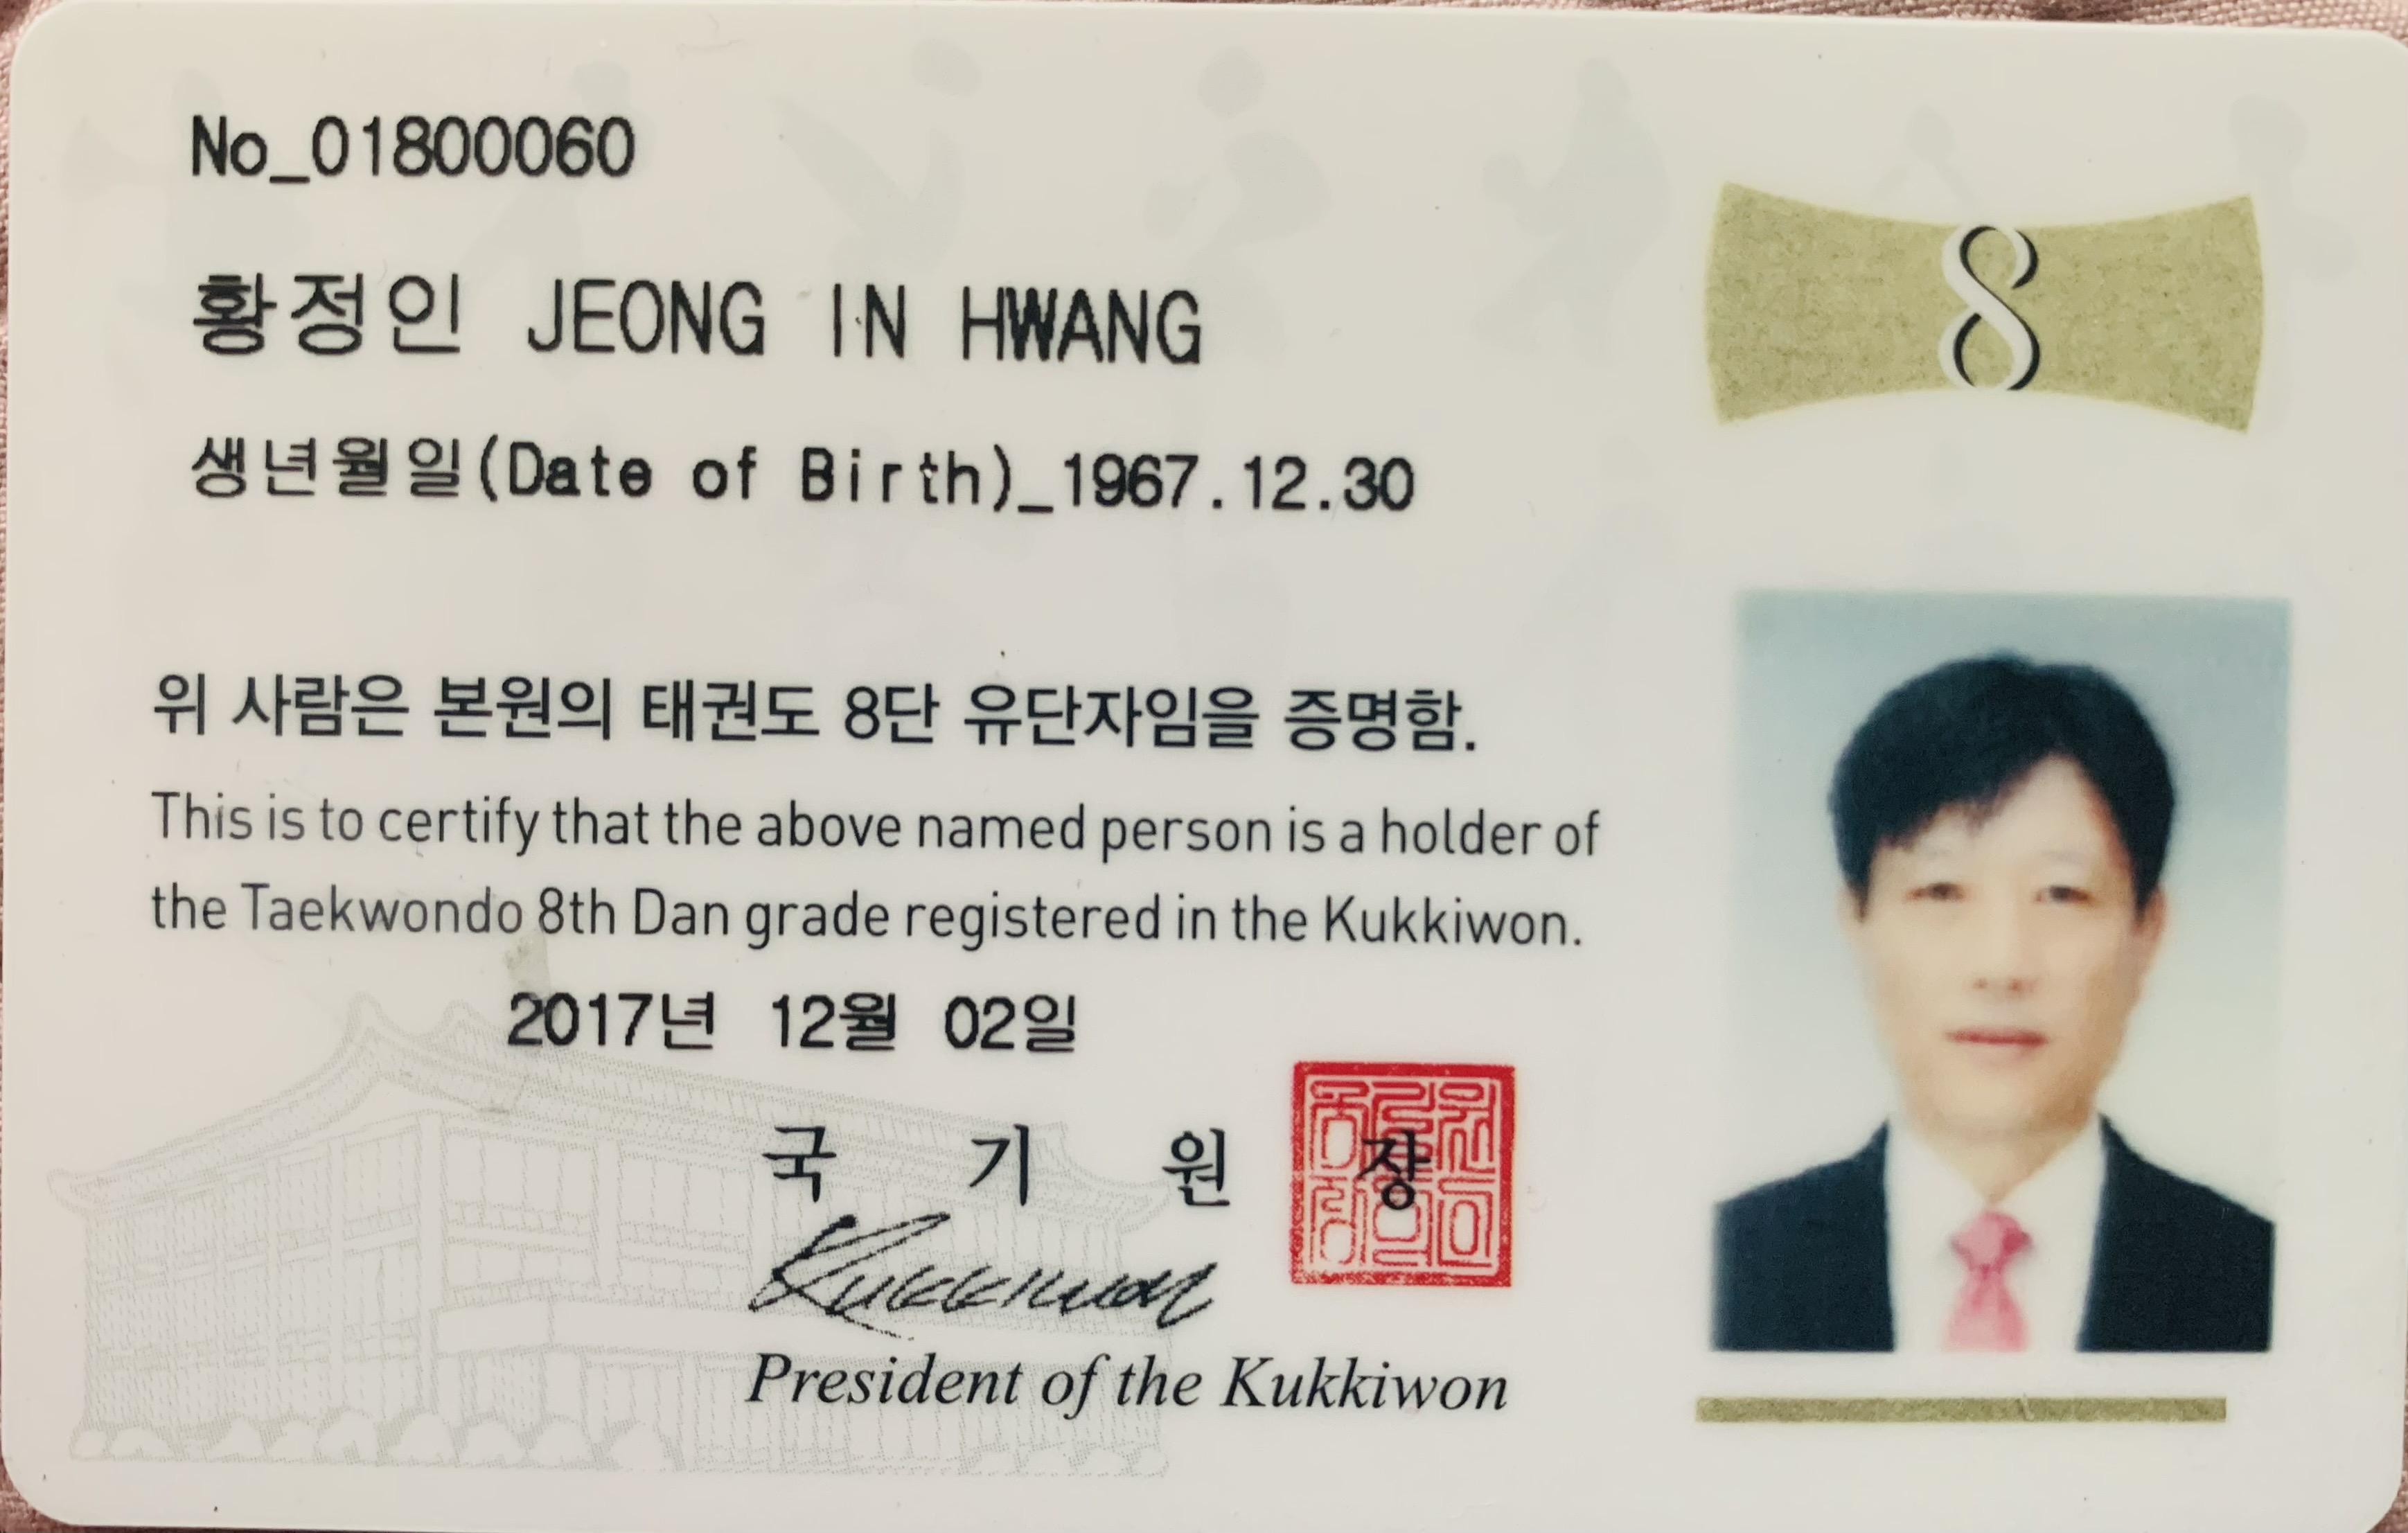 No_01800060
8
황정인 JEONG IN HWANG
생년월일(Date of Birth)_1967.12.30
위 사람은 본원의 태권도 8단 유단자임을 증명함.
This is to certify that the above named person is a holder of
the Taekwondo 8th Dan grade registered in the Kukkiwon.
2017년 12월 02일
국 기 원 장
Kukkiwon
President of the Kukkiwon